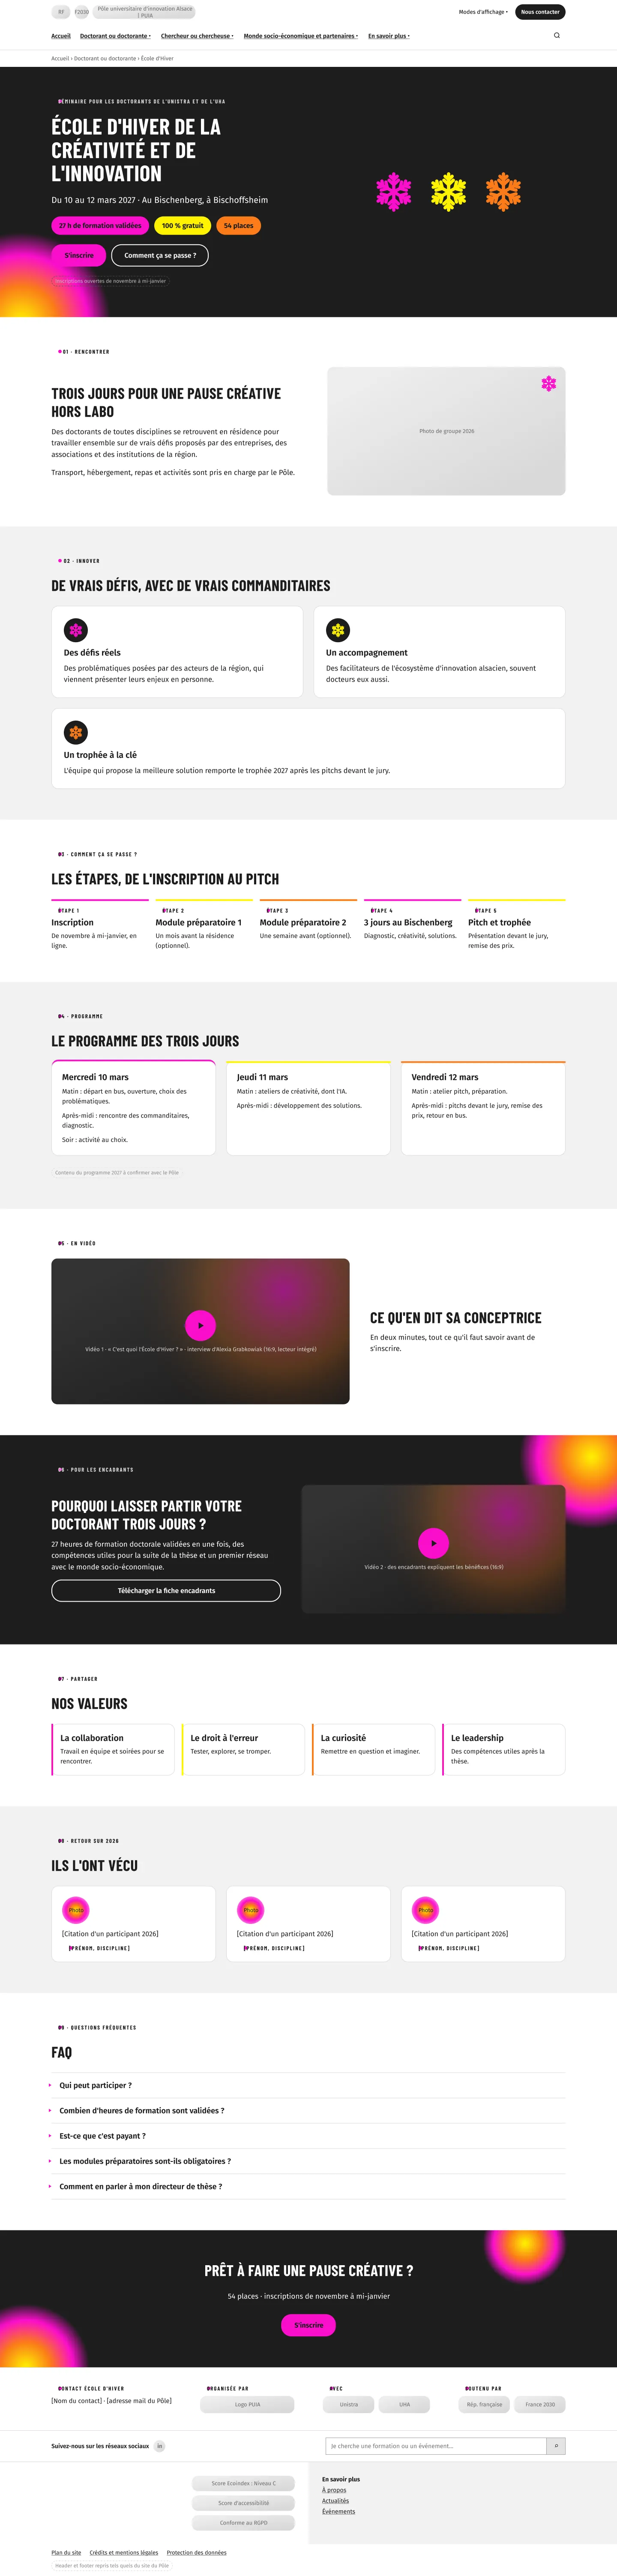 RF
F2030
Pôle universitaire d'innovation Alsace
| PUIA
Modes d'affichage
Nous contacter
Accueil
Doctorant ou doctorante
Chercheur ou chercheuse
Monde socio-économique et partenaires
En savoir plus
Accueil › Doctorant ou doctorante › École d'Hiver
SÉMINAIRE POUR LES DOCTORANTS DE L'UNISTRA ET DE L'UHA
ÉCOLE D'HIVER DE LA
CRÉATIVITÉ ET DE
L'INNOVATION
Du 10 au 12 mars 2027 · Au Bischenberg, à Bischoffsheim
27 h de formation validées
100 % gratuit
54 places
S'inscrire
Comment ça se passe ?
Inscriptions ouvertes de novembre à mi-janvier
01 · RENCONTRER
TROIS JOURS POUR UNE PAUSE CRÉATIVE
HORS LABO
Des doctorants de toutes disciplines se retrouvent en résidence pour
travailler ensemble sur de vrais défis proposés par des entreprises, des
associations et des institutions de la région.
Transport, hébergement, repas et activités sont pris en charge par le Pôle.
Photo de groupe 2026
02 · INNOVER
DE VRAIS DÉFIS, AVEC DE VRAIS COMMANDITAIRES
Des défis réels
Des problématiques posées par des acteurs de la région, qui
viennent présenter leurs enjeux en personne.
Un accompagnement
Des facilitateurs de l'écosystème d'innovation alsacien, souvent
docteurs eux aussi.
Un trophée à la clé
L'équipe qui propose la meilleure solution remporte le trophée 2027 après les pitchs devant le jury.
03 · COMMENT ÇA SE PASSE ?
LES ÉTAPES, DE L'INSCRIPTION AU PITCH
ÉTAPE 1
Inscription
De novembre à mi-janvier, en
ligne.
ÉTAPE 2
Module préparatoire 1
Un mois avant la résidence
(optionnel).
ÉTAPE 3
Module préparatoire 2
Une semaine avant (optionnel).
ÉTAPE 4
3 jours au Bischenberg
Diagnostic, créativité, solutions.
ÉTAPE 5
Pitch et trophée
Présentation devant le jury,
remise des prix.
04 · PROGRAMME
LE PROGRAMME DES TROIS JOURS
Mercredi 10 mars
Matin : départ en bus, ouverture, choix des
problématiques.
Après-midi : rencontre des commanditaires,
diagnostic.
Soir : activité au choix.
Jeudi 11 mars
Matin : ateliers de créativité, dont l'IA.
Après-midi : développement des solutions.
Vendredi 12 mars
Matin : atelier pitch, préparation.
Après-midi : pitchs devant le jury, remise des
prix, retour en bus.
Contenu du programme 2027 à confirmer avec le Pôle
05 · EN VIDÉO
Vidéo 1 · « C'est quoi l'École d'Hiver ? » · interview d'Alexia Grabkowiak (16:9, lecteur intégré)
CE QU'EN DIT SA CONCEPTRICE
En deux minutes, tout ce qu'il faut savoir avant de
s'inscrire.
06 · POUR LES ENCADRANTS
POURQUOI LAISSER PARTIR VOTRE
DOCTORANT TROIS JOURS ?
27 heures de formation doctorale validées en une fois, des
compétences utiles pour la suite de la thèse et un premier réseau
avec le monde socio-économique.
Télécharger la fiche encadrants
Vidéo 2 · des encadrants expliquent les bénéfices (16:9)
07 · PARTAGER
NOS VALEURS
La collaboration
Travail en équipe et soirées pour se
rencontrer.
Le droit à l'erreur
Tester, explorer, se tromper.
La curiosité
Remettre en question et imaginer.
Le leadership
Des compétences utiles après la
thèse.
08 · RETOUR SUR 2026
ILS L'ONT VÉCU
Photo
[Citation d'un participant 2026]
[PRÉNOM, DISCIPLINE]
Photo
[Citation d'un participant 2026]
[PRÉNOM, DISCIPLINE]
Photo
[Citation d'un participant 2026]
[PRÉNOM, DISCIPLINE]
09 · QUESTIONS FRÉQUENTES
FAQ
Qui peut participer ?
Combien d'heures de formation sont validées ?
Est-ce que c'est payant ?
Les modules préparatoires sont-ils obligatoires ?
Comment en parler à mon directeur de thèse ?
PRÊT À FAIRE UNE PAUSE CRÉATIVE ?
54 places · inscriptions de novembre à mi-janvier
S'inscrire
CONTACT ÉCOLE D'HIVER
[Nom du contact] · [adresse mail du Pôle]
ORGANISÉE PAR
Logo PUIA
AVEC
Unistra
UHA
SOUTENU PAR
Rép. française
France 2030
Suivez-nous sur les réseaux sociaux
in
Je cherche une formation ou un événement...
Score Ecoindex : Niveau C
Score d'accessibilité
Conforme au RGPD
En savoir plus
À propos
Actualités
Événements
Plan du site
Crédits et mentions légales
Protection des données
Header et footer repris tels quels du site du Pôle